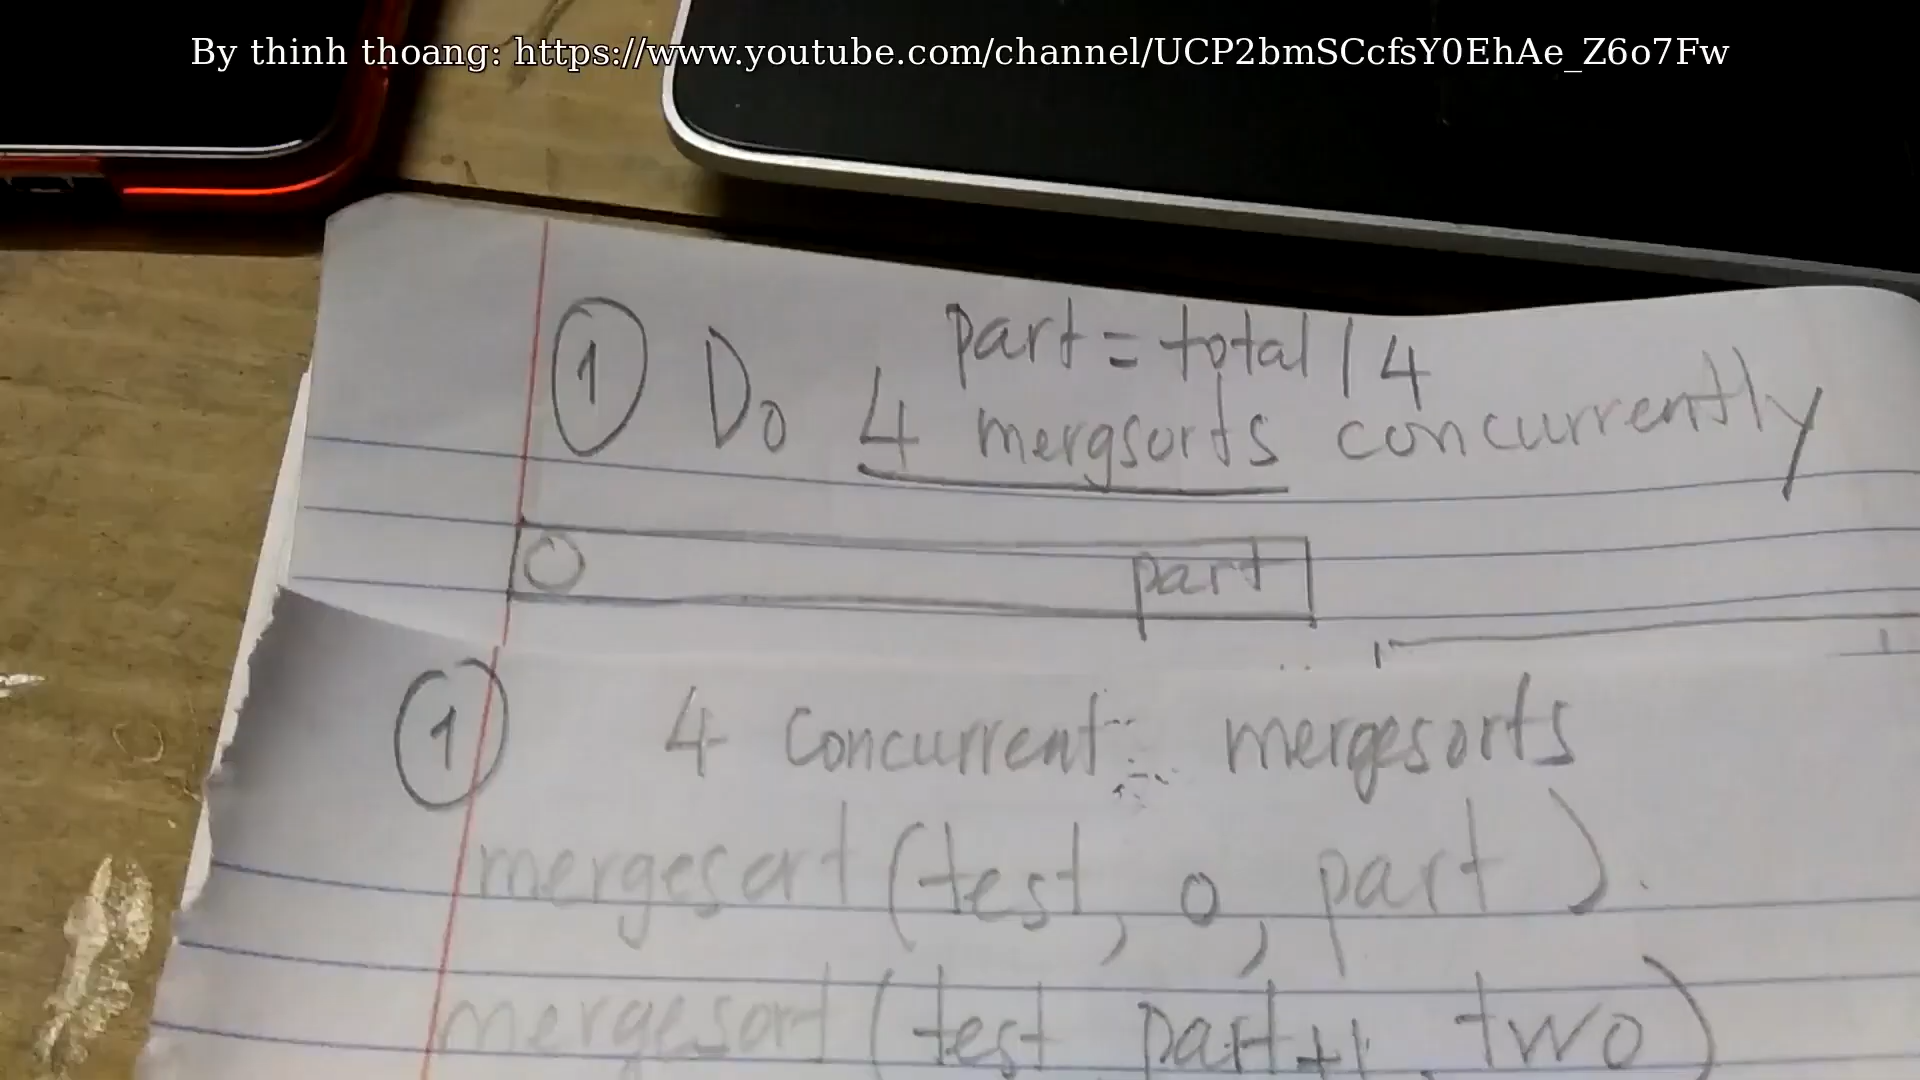 By thinh thoang: https://www.youtube.com/channel/UCP2bmSCcfsY0EhAe_Z6o7Fw
part = total / 4
1 Do 4 mergsorts concurrently
0 part
1 4 concurrent mergesorts
mergesort (test, 0, part).
mergesort (test, part+1, two)